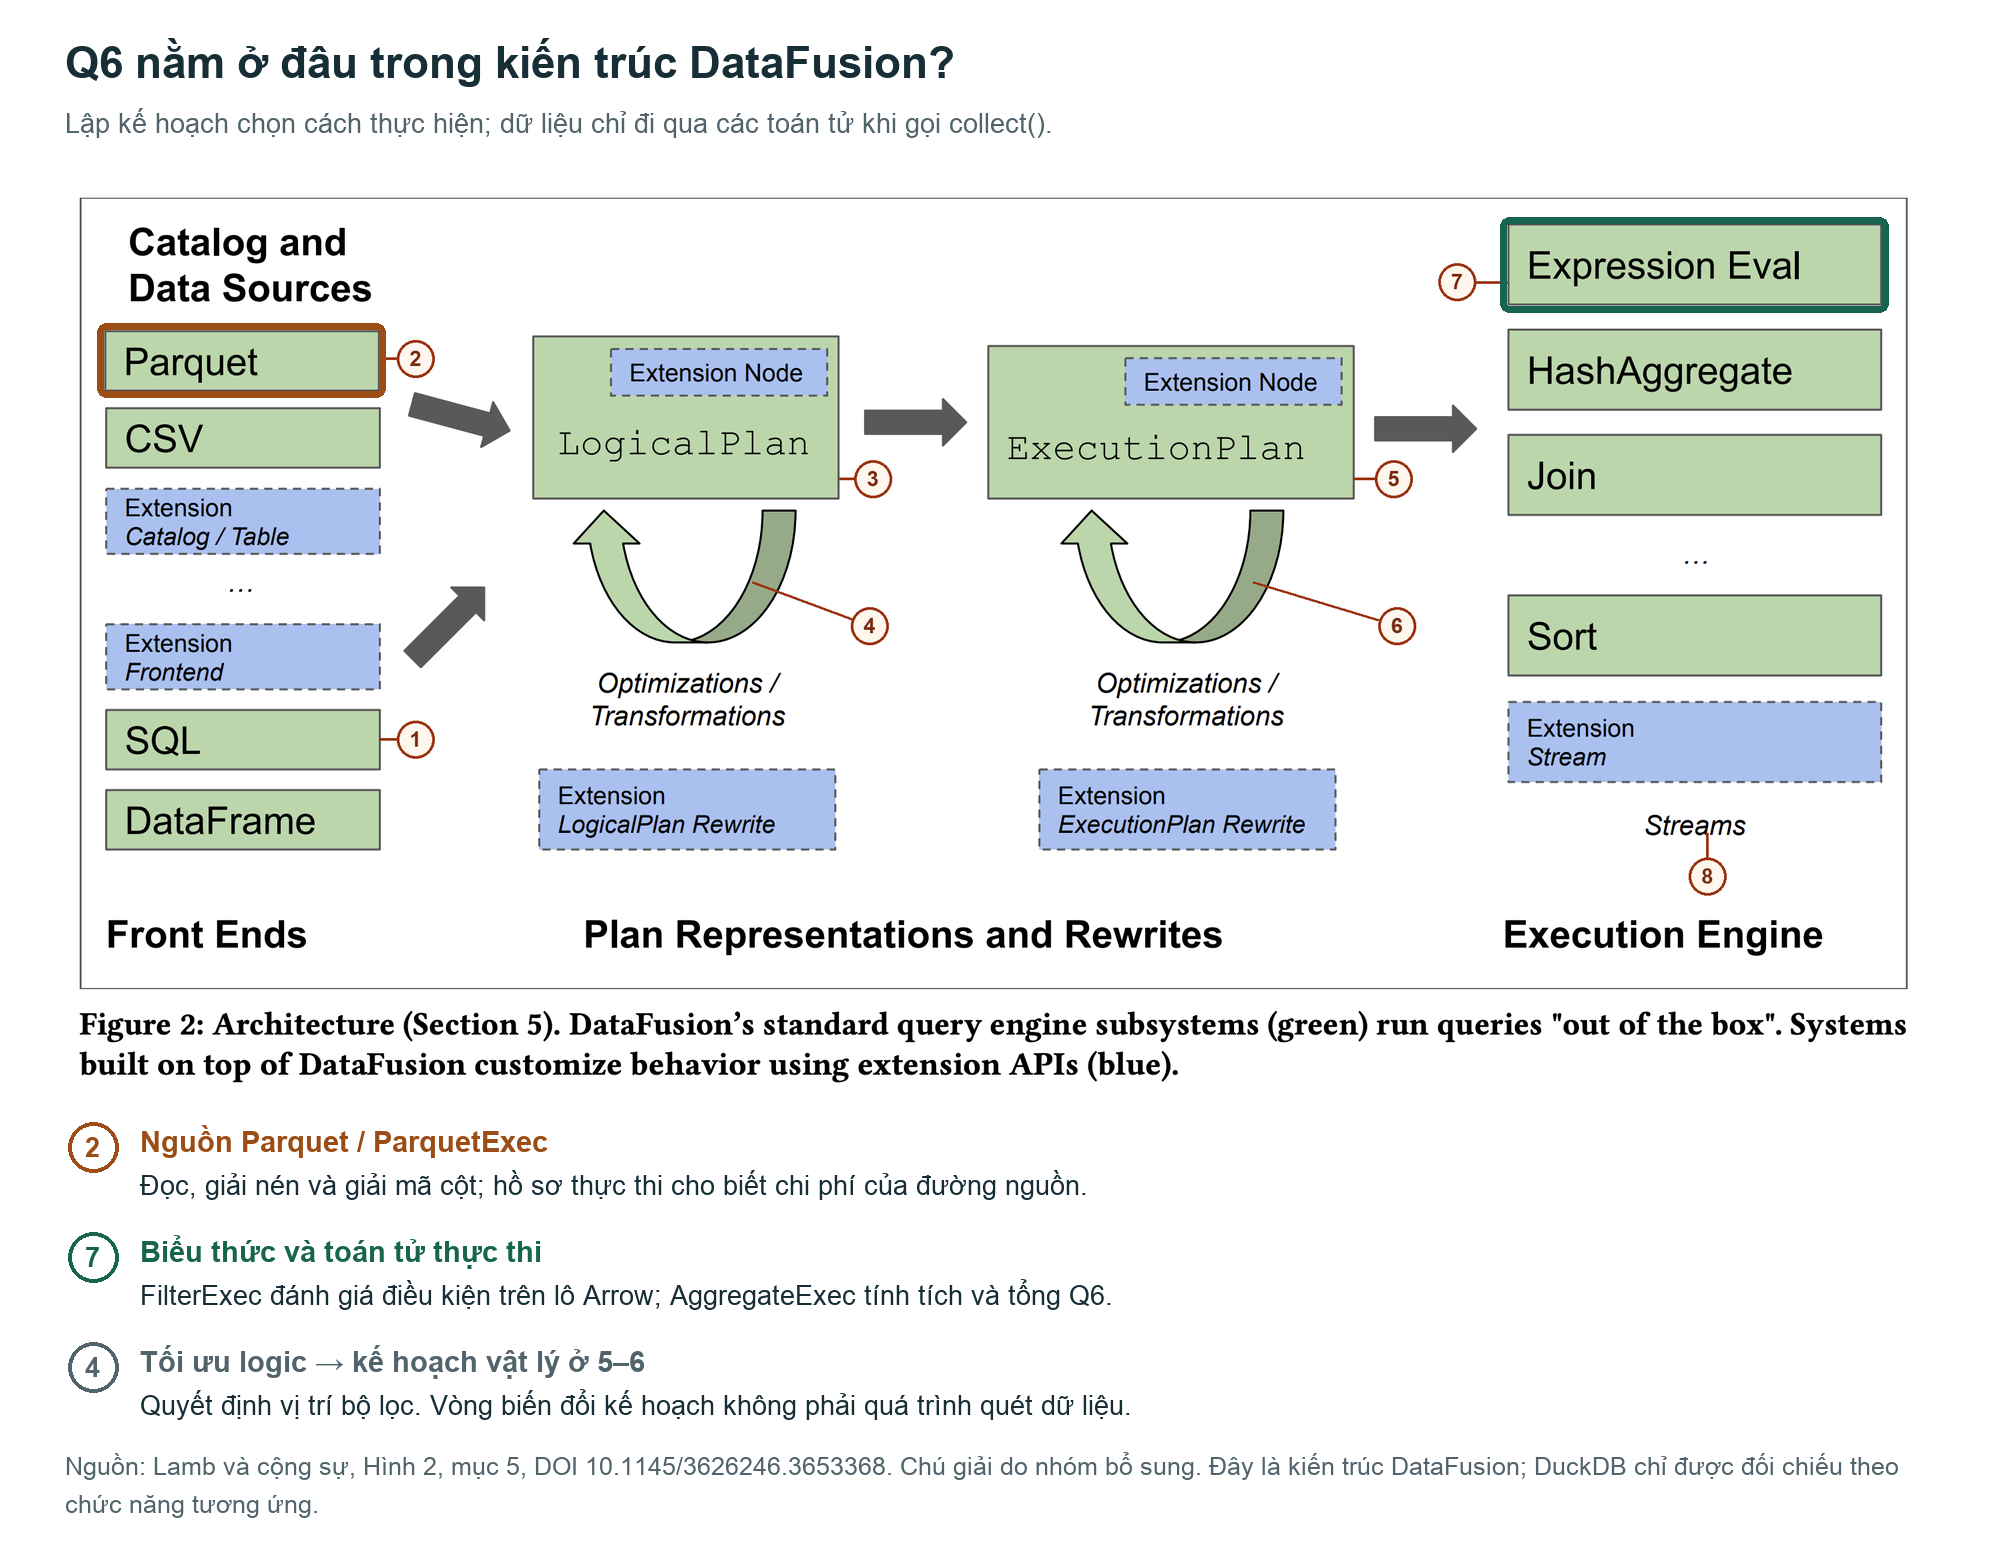 Q6 nằm ở đâu trong kiến trúc DataFusion?
Lập kế hoạch chọn cách thực hiện; dữ liệu chỉ đi qua các toán tử khi gọi collect().
Catalog and
Data Sources
Parquet
2
CSV
Extension
Catalog / Table
...
Extension
Frontend
SQL
1
DataFrame
Front Ends
Extension Node
LogicalPlan
3
4
Optimizations /
Transformations
Extension
LogicalPlan Rewrite
Extension Node
ExecutionPlan
5
6
Optimizations /
Transformations
Extension
ExecutionPlan Rewrite
Plan Representations and Rewrites
7
Expression Eval
HashAggregate
Join
...
Sort
Extension
Stream
Streams
8
Execution Engine
Figure 2: Architecture (Section 5). DataFusion’s standard query engine subsystems (green) run queries "out of the box". Systems
built on top of DataFusion customize behavior using extension APIs (blue).
2
Nguồn Parquet / ParquetExec
Đọc, giải nén và giải mã cột; hồ sơ thực thi cho biết chi phí của đường nguồn.
7
Biểu thức và toán tử thực thi
FilterExec đánh giá điều kiện trên lô Arrow; AggregateExec tính tích và tổng Q6.
4
Tối ưu logic → kế hoạch vật lý ở 5–6
Quyết định vị trí bộ lọc. Vòng biến đổi kế hoạch không phải quá trình quét dữ liệu.
Nguồn: Lamb và cộng sự, Hình 2, mục 5, DOI 10.1145/3626246.3653368. Chú giải do nhóm bổ sung. Đây là kiến trúc DataFusion; DuckDB chỉ được đối chiếu theo
chức năng tương ứng.